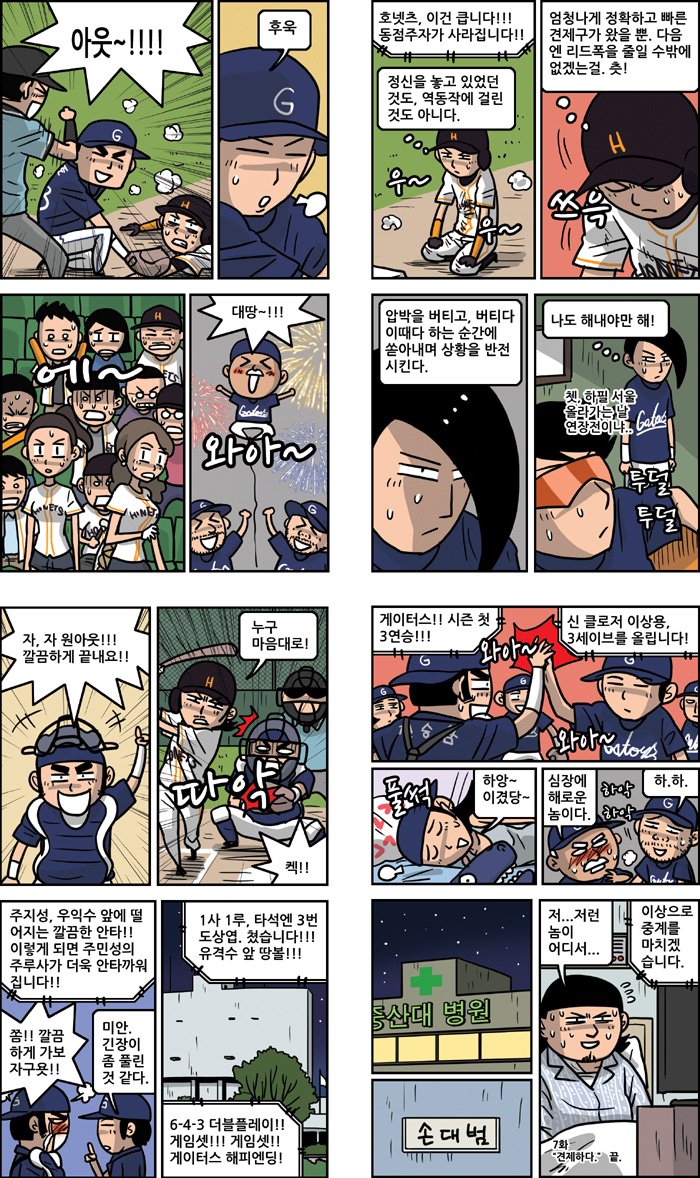 아웃~!!!!
후욱
G
G
H
에~
H
HORNETS
대땅~!!!
Gators
와아~
자, 자 원아웃!!!
깔끔하게 끝내요!!
누구
마음대로!
H
따악
켁!!
주지성, 우익수 앞에 떨
어지는 깔끔한 안타!!
이렇게 되면 주민성의
주루사가 더욱 안타까워
집니다!!
쫌!! 깔끔
하게 가보
자구욧!!
미안.
긴장이
좀 풀린
것 같다.
1사 1루, 타석엔 3번
도상엽. 쳤습니다!!!
유격수 앞 땅볼!!!
6-4-3 더블플레이!!
게임셋!!! 게임셋!!
게이터스 해피엔딩!
호넷츠, 이건 큽니다!!!
동점주자가 사라집니다!!
정신을 놓고 있었던
것도, 역동작에 걸린
것도 아니다.
H
우~
우~
엄청나게 정확하고 빠른
견제구가 왔을 뿐. 다음
엔 리드폭을 줄일 수밖에
없겠는걸. 춧!
H
쓰윽
압박을 버티고, 버티다
이때다 하는 순간에
쏟아내며 상황을 반전
시킨다.
나도 해내야만 해!
쳇, 하필 서울
올라가는 날
연장전이냐..
Gators
투덜
투덜
게이터스!! 시즌 첫
3연승!!!
와아~
신 클로저 이상용,
3세이브를 올립니다!
G
G
Gators
와아~
풀썩
하앙~
이겼당~
심장에
해로운
놈이다.
하악
하악
하.하.
중산대 병원
손대범
저...저런
놈이
어디서...
이상으로
중계를
마치겠
습니다.
7화
"견제하다." 끝.